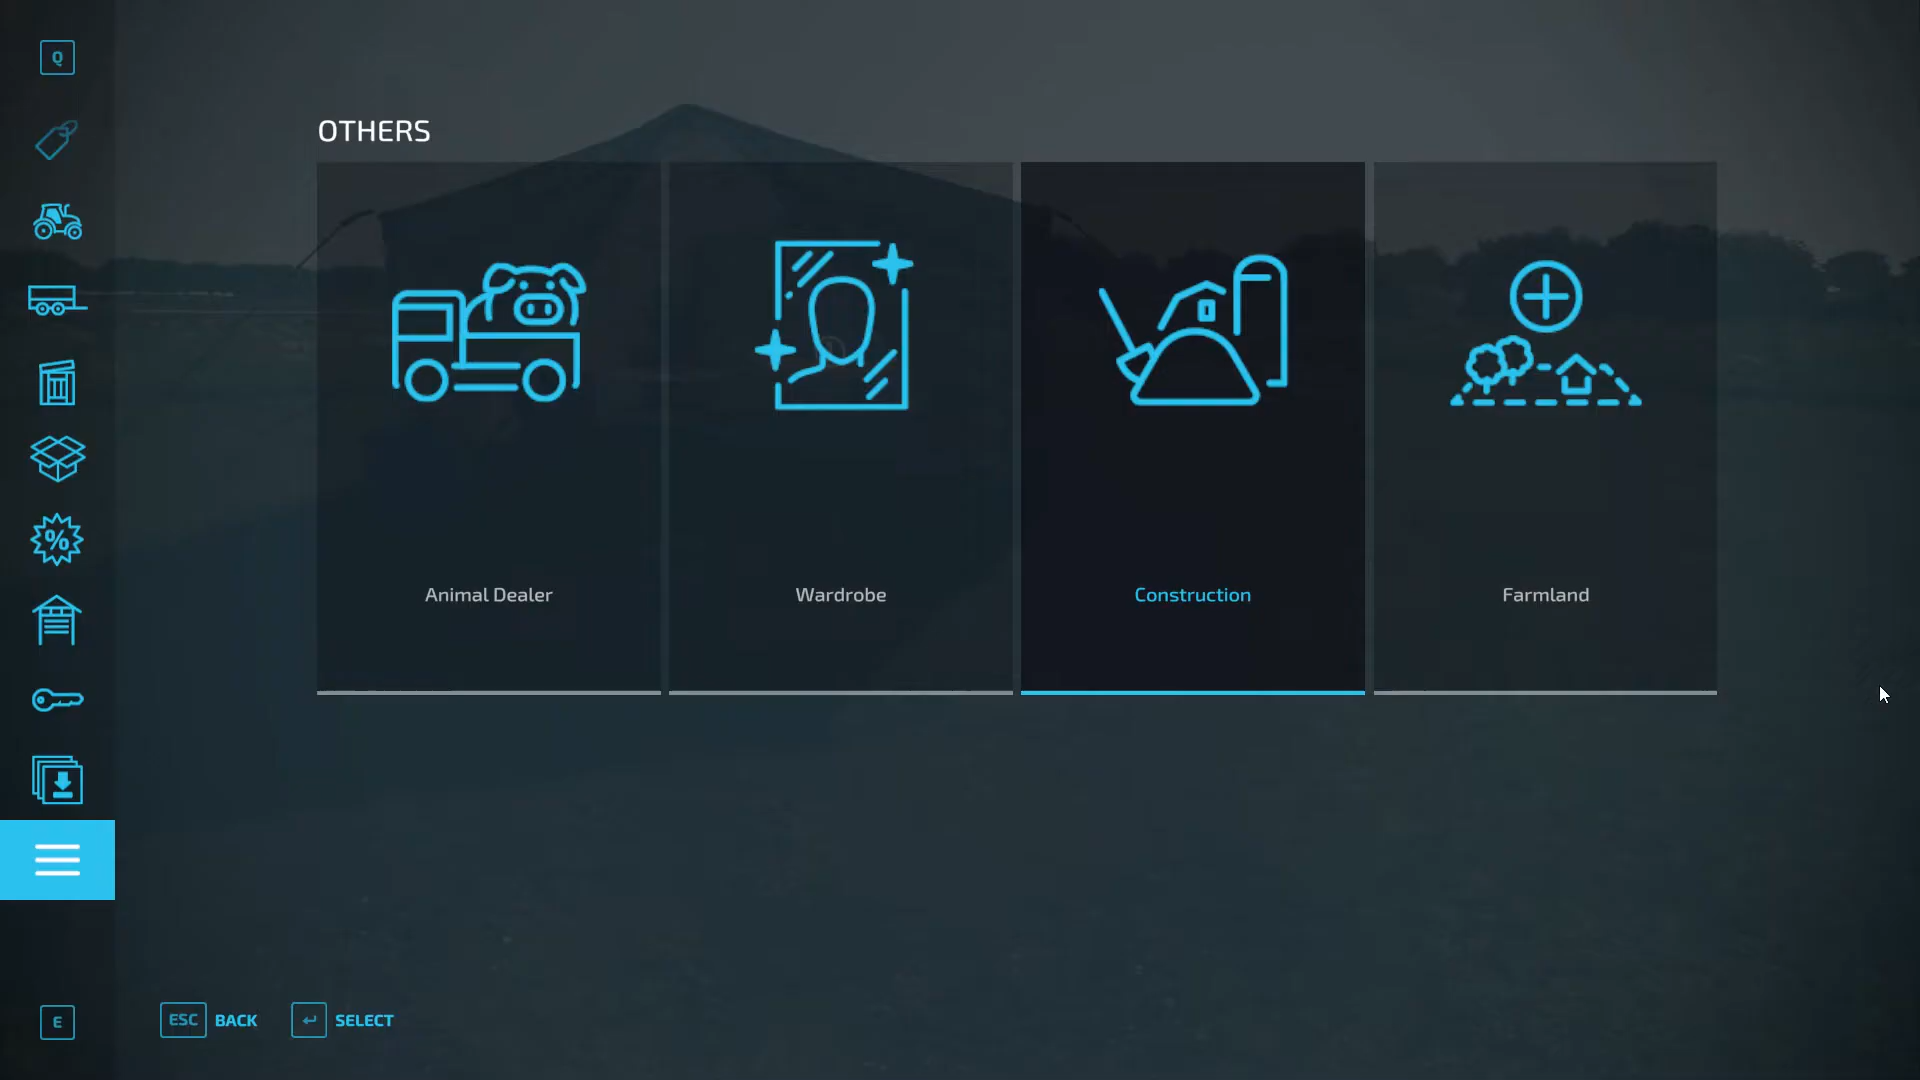 Q
OTHERS
Animal Dealer
Wardrobe
Construction
Farmland
%
E
ESC BACK
SELECT